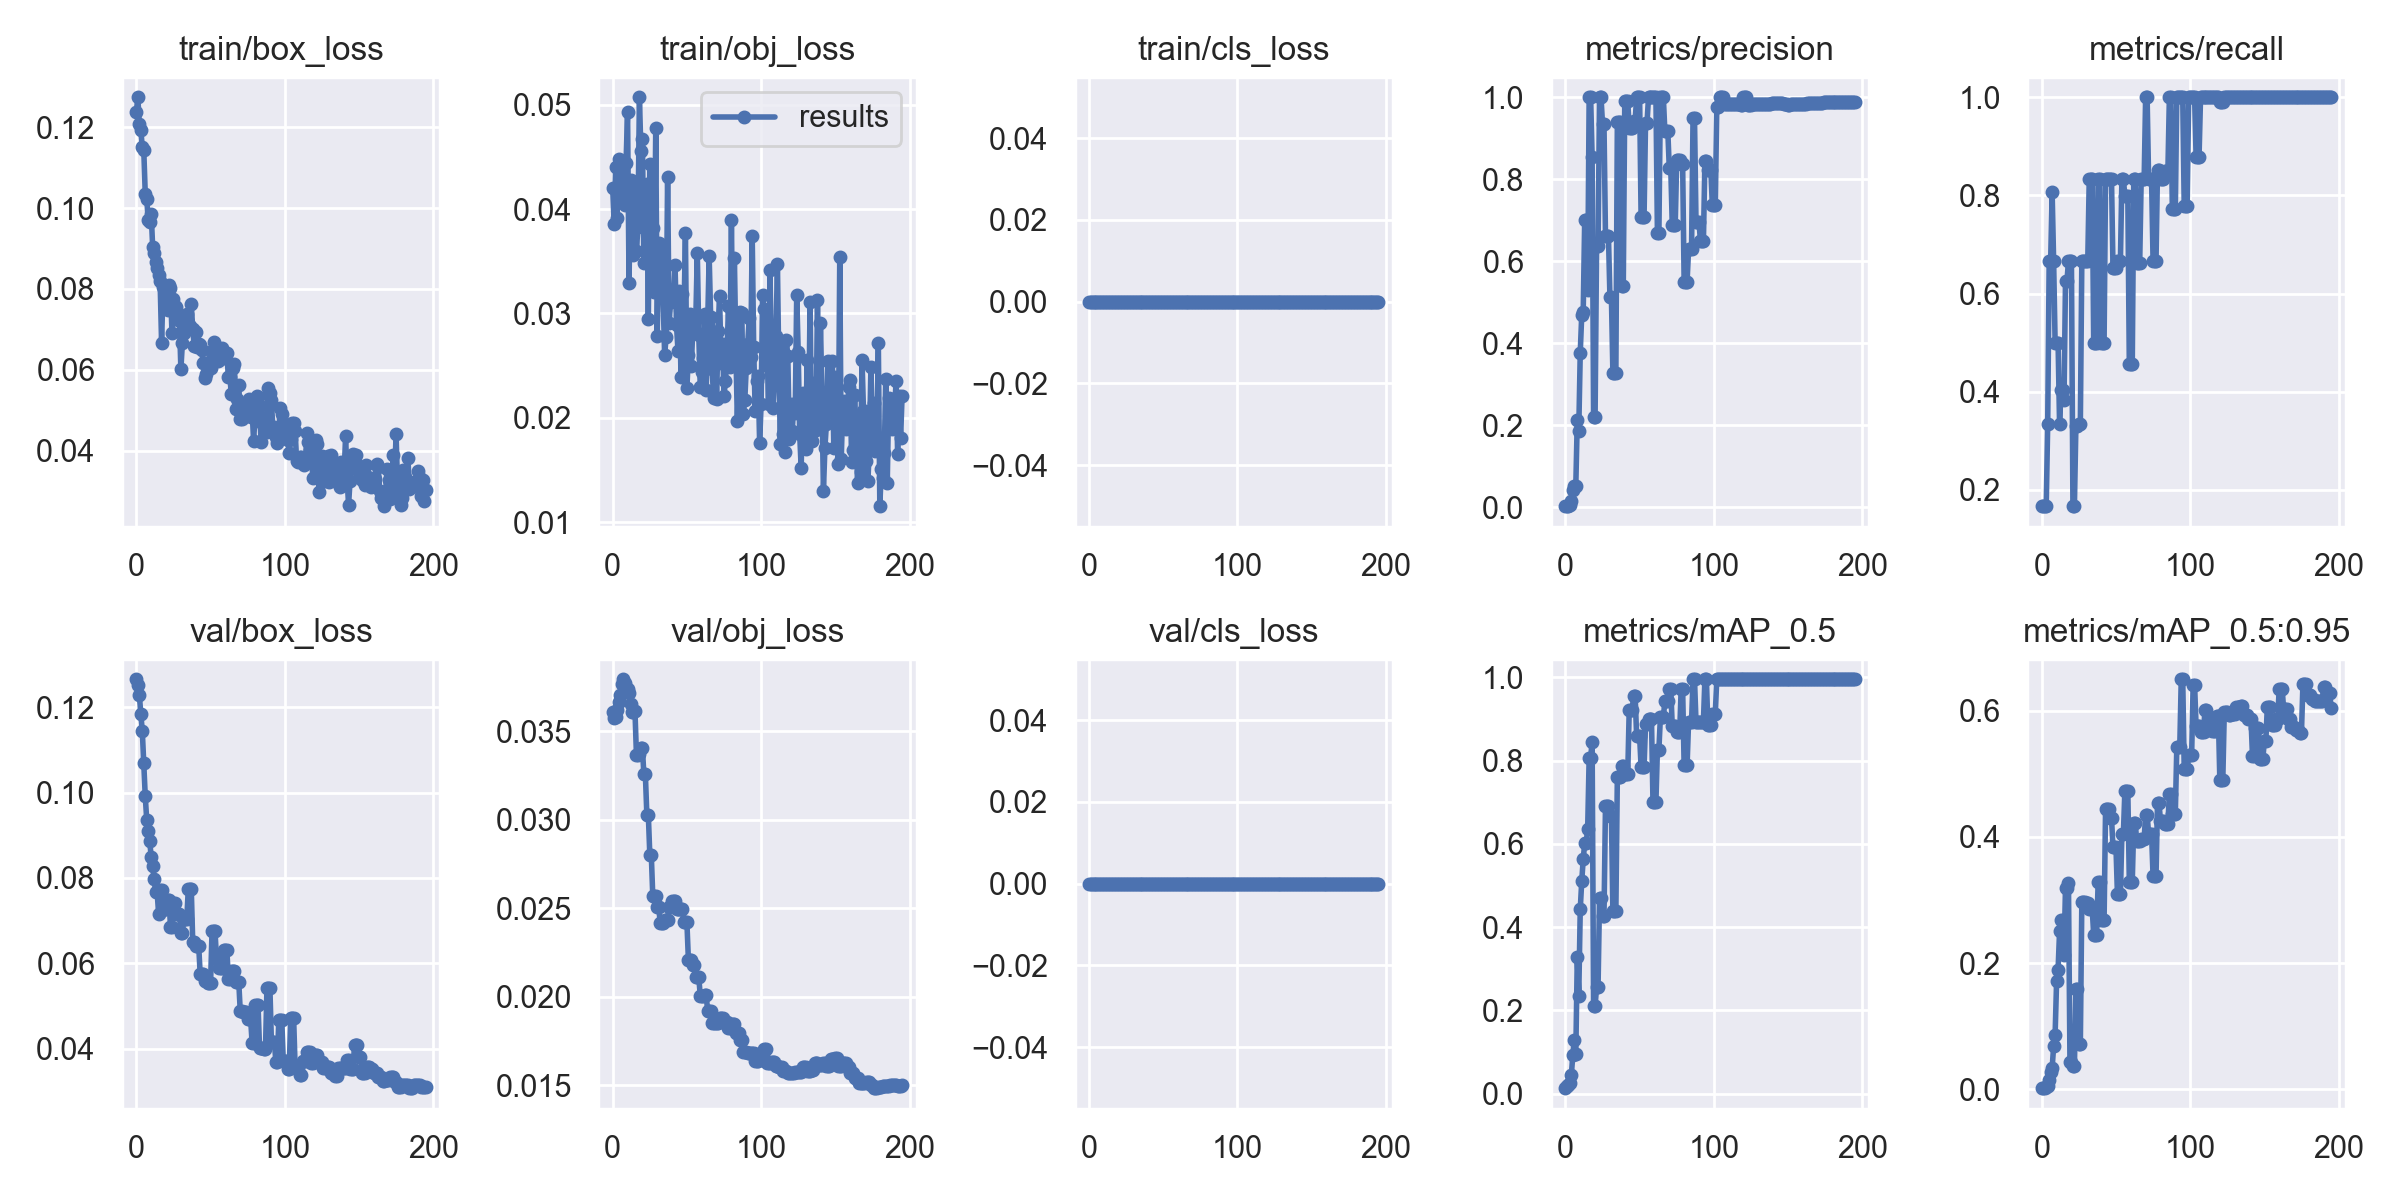 train/box_loss
train/obj_loss
train/cls_loss
metrics/precision
metrics/recall
0.12
0.10
0.08
0.06
0.04
0 100 200
0.05
0.04
0.03
0.02
0.01
results
0 100 200
0.04
0.02
0.00
−0.02
−0.04
0 100 200
1.0
0.8
0.6
0.4
0.2
0.0
0 100 200
1.0
0.8
0.6
0.4
0.2
0 100 200
val/box_loss
val/obj_loss
val/cls_loss
metrics/mAP_0.5
metrics/mAP_0.5:0.95
0.12
0.10
0.08
0.06
0.04
0 100 200
0.035
0.030
0.025
0.020
0.015
0 100 200
0.04
0.02
0.00
−0.02
−0.04
0 100 200
1.0
0.8
0.6
0.4
0.2
0.0
0 100 200
0.6
0.4
0.2
0.0
0 100 200